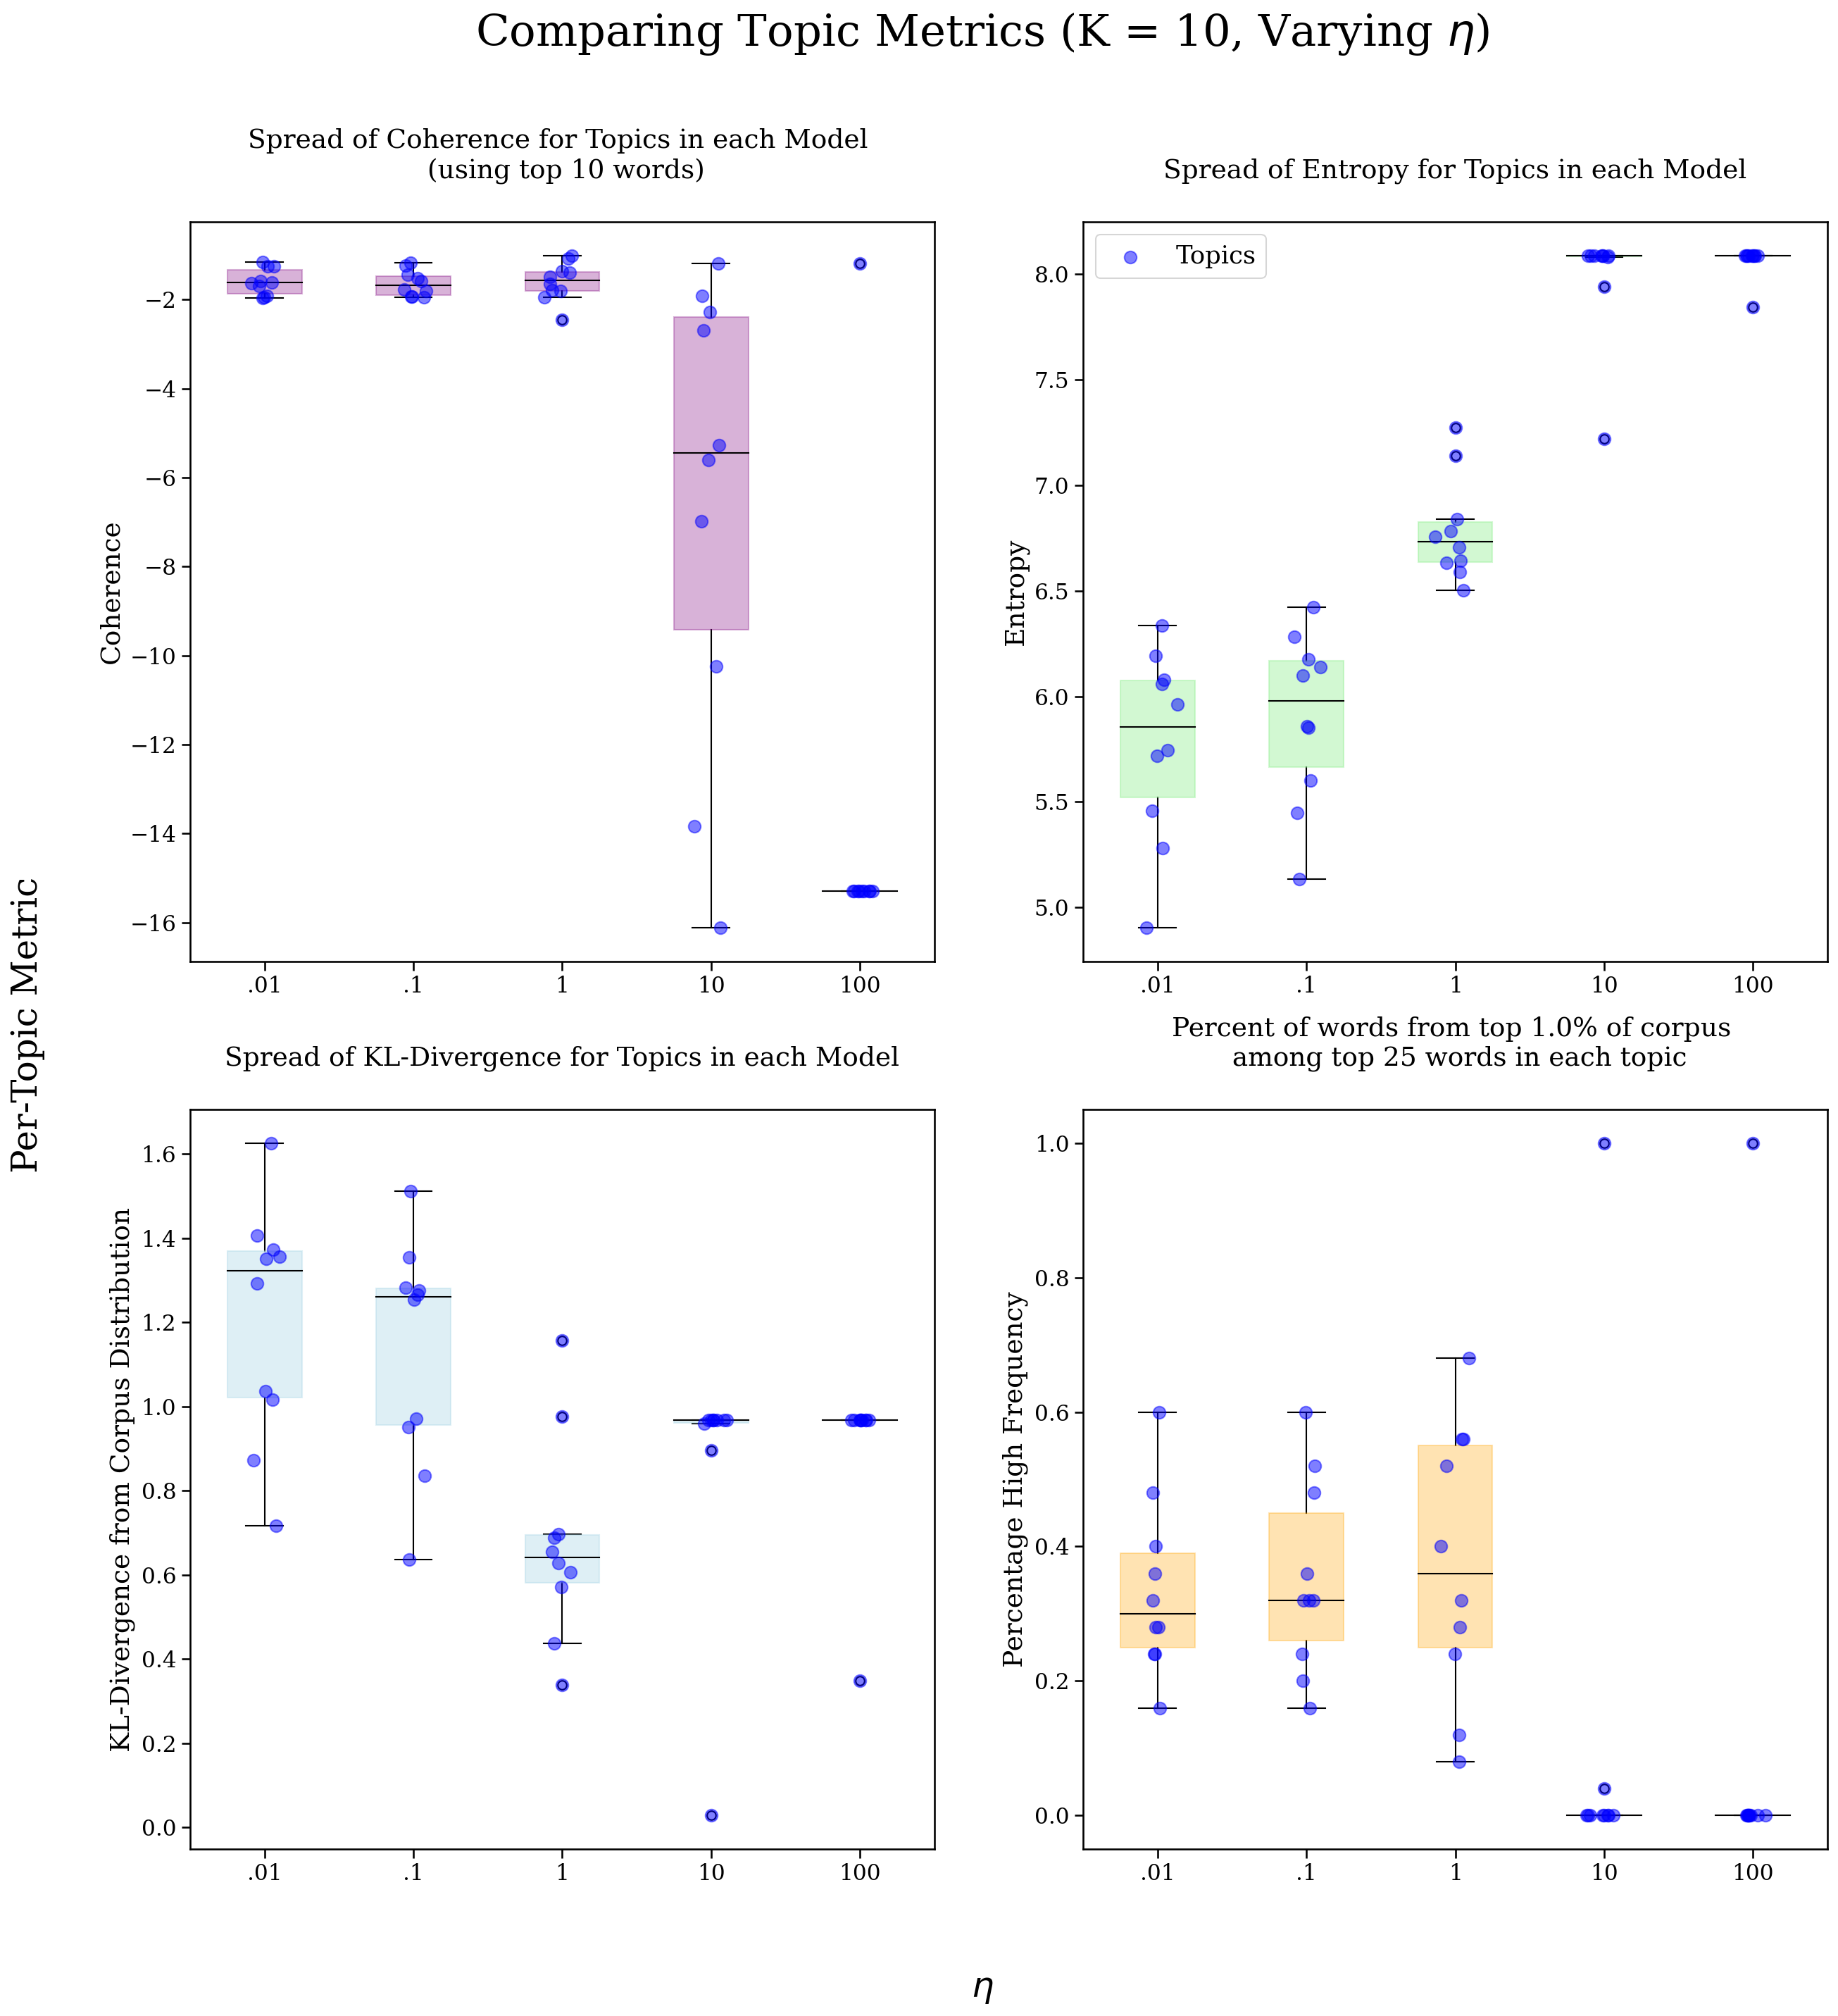 Comparing Topic Metrics (K = 10, Varying η)
Per-Topic Metric
Spread of Coherence for Topics in each Model
(using top 10 words)
Coherence
−2
−4
−6
−8
−10
−12
−14
−16
.01 .1 1 10 100
Spread of Entropy for Topics in each Model
Topics
Entropy
8.0
7.5
7.0
6.5
6.0
5.5
5.0
.01 .1 1 10 100
Spread of KL-Divergence for Topics in each Model
KL-Divergence from Corpus Distribution
1.6
1.4
1.2
1.0
0.8
0.6
0.4
0.2
0.0
.01 .1 1 10 100
Percent of words from top 1.0% of corpus
among top 25 words in each topic
Percentage High Frequency
1.0
0.8
0.6
0.4
0.2
0.0
.01 .1 1 10 100
η